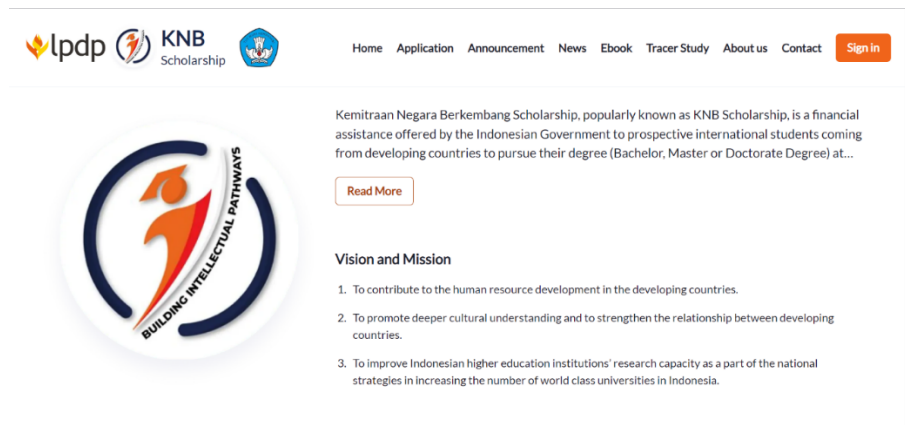 lpdp
KNB
Scholarship
Home Application Announcement News Ebook Tracer Study About us Contact Sign in
BUILDING INTELLECTUAL PATHWAYS
Kemitraan Negara Berkembang Scholarship, popularly known as KNB Scholarship, is a financial
assistance offered by the Indonesian Government to prospective international students coming
from developing countries to pursue their degree (Bachelor, Master or Doctorate Degree) at...
Read More
Vision and Mission
1. To contribute to the human resource development in the developing countries.
2. To promote deeper cultural understanding and to strengthen the relationship between developing
countries.
3. To improve Indonesian higher education institutions' research capacity as a part of the national
strategies in increasing the number of world class universities in Indonesia.